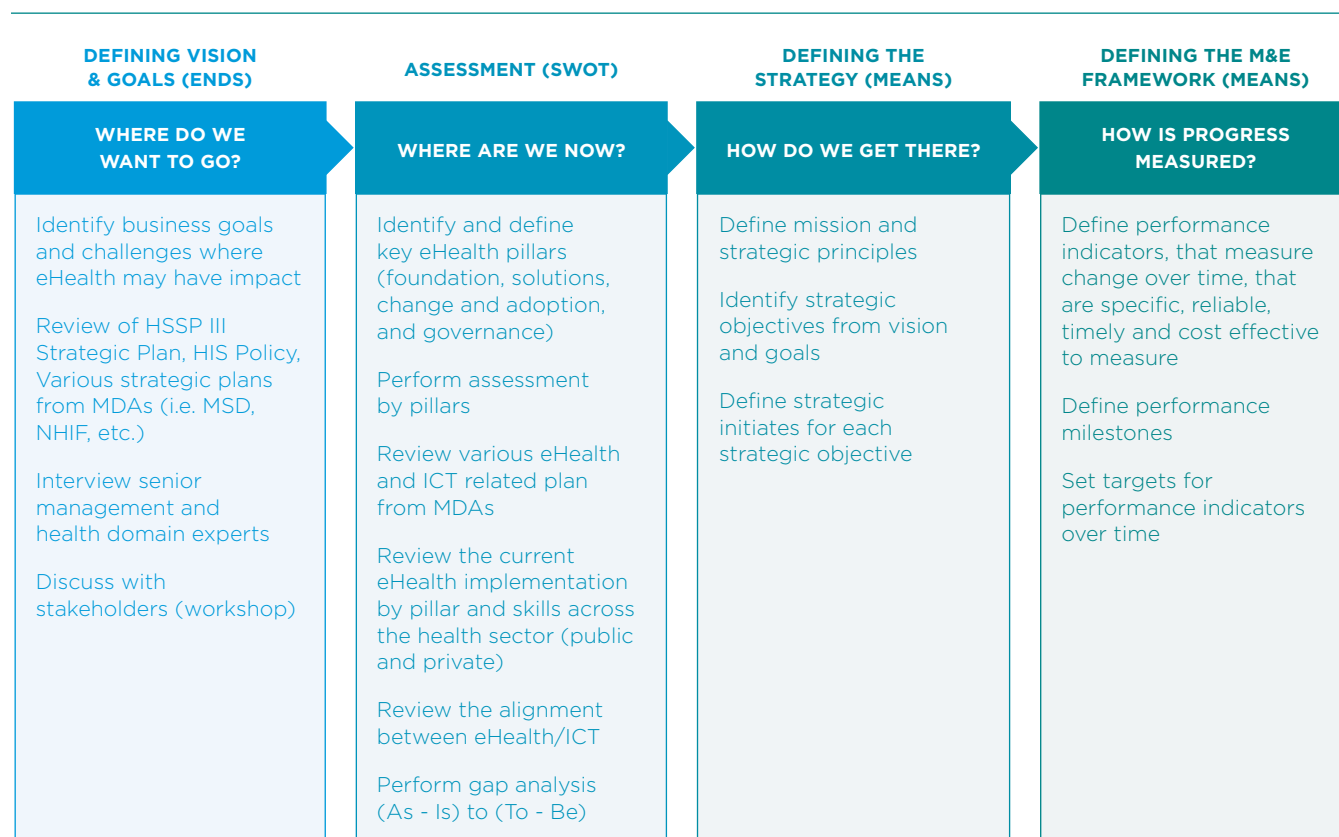 DEFINING VISION
& GOALS (ENDS)
WHERE DO WE
WANT TO GO?
Identify business goals
and challenges where
eHealth may have impact
Review of HSSP III
Strategic Plan, HIS Policy,
Various strategic plans
from MDAs (i.e. MSD,
NHIF, etc.)
Interview senior
management and
health domain experts
Discuss with
stakeholders (workshop)
ASSESSMENT (SWOT)
WHERE ARE WE NOW?
Identify and define
key eHealth pillars
(foundation, solutions,
change and adoption,
and governance)
Perform assessment
by pillars
Review various eHealth
and ICT related plan
from MDAs
Review the current
eHealth implementation
by pillar and skills across
the health sector (public
and private)
Review the alignment
between eHealth/ICT
Perform gap analysis
(As - Is) to (To - Be)
DEFINING THE
STRATEGY (MEANS)
HOW DO WE GET THERE?
Define mission and
strategic principles
Identify strategic
objectives from vision
and goals
Define strategic
initiates for each
strategic objective
DEFINING THE M&E
FRAMEWORK (MEANS)
HOW IS PROGRESS
MEASURED?
Define performance
indicators, that measure
change over time, that
are specific, reliable,
timely and cost effective
to measure
Define performance
milestones
Set targets for
performance indicators
over time